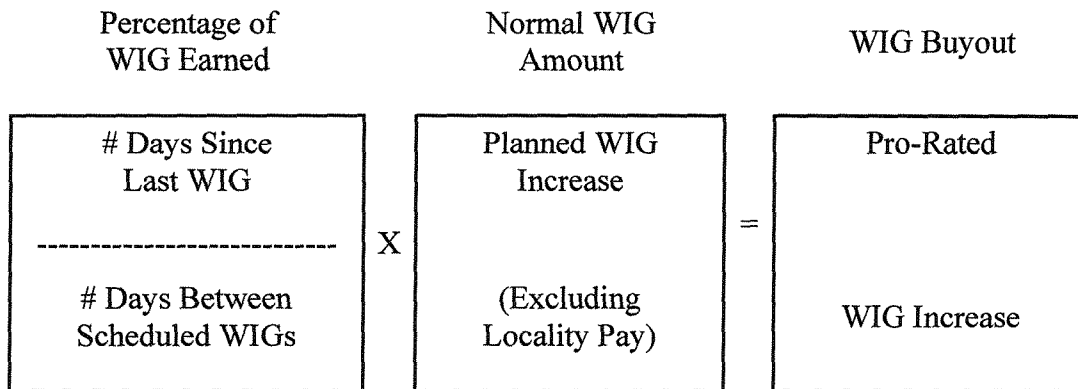 Percentage of
WIG Earned
Normal WIG
Amount
WIG Buyout
# Days Since
Last WIG
-----------------------------
# Days Between
Scheduled WIGs
X
Planned WIG
Increase
(Excluding
Locality Pay)
=
Pro-Rated
WIG Increase